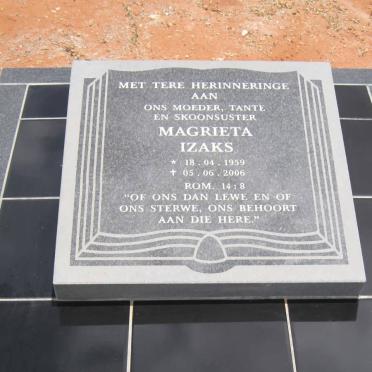 MET TERE HERINNERINGE
AAN
ONS MOEDER, TANTE
EN SKOONSUSTER
MAGRIETA
IZAKS
* 18 . 04 . 1959
✝ 05 . 06 . 2006
ROM. 14 : 8
"OF ONS DAN LEWE EN OF
ONS STERWE, ONS BEHOORT
AAN DIE HERE."